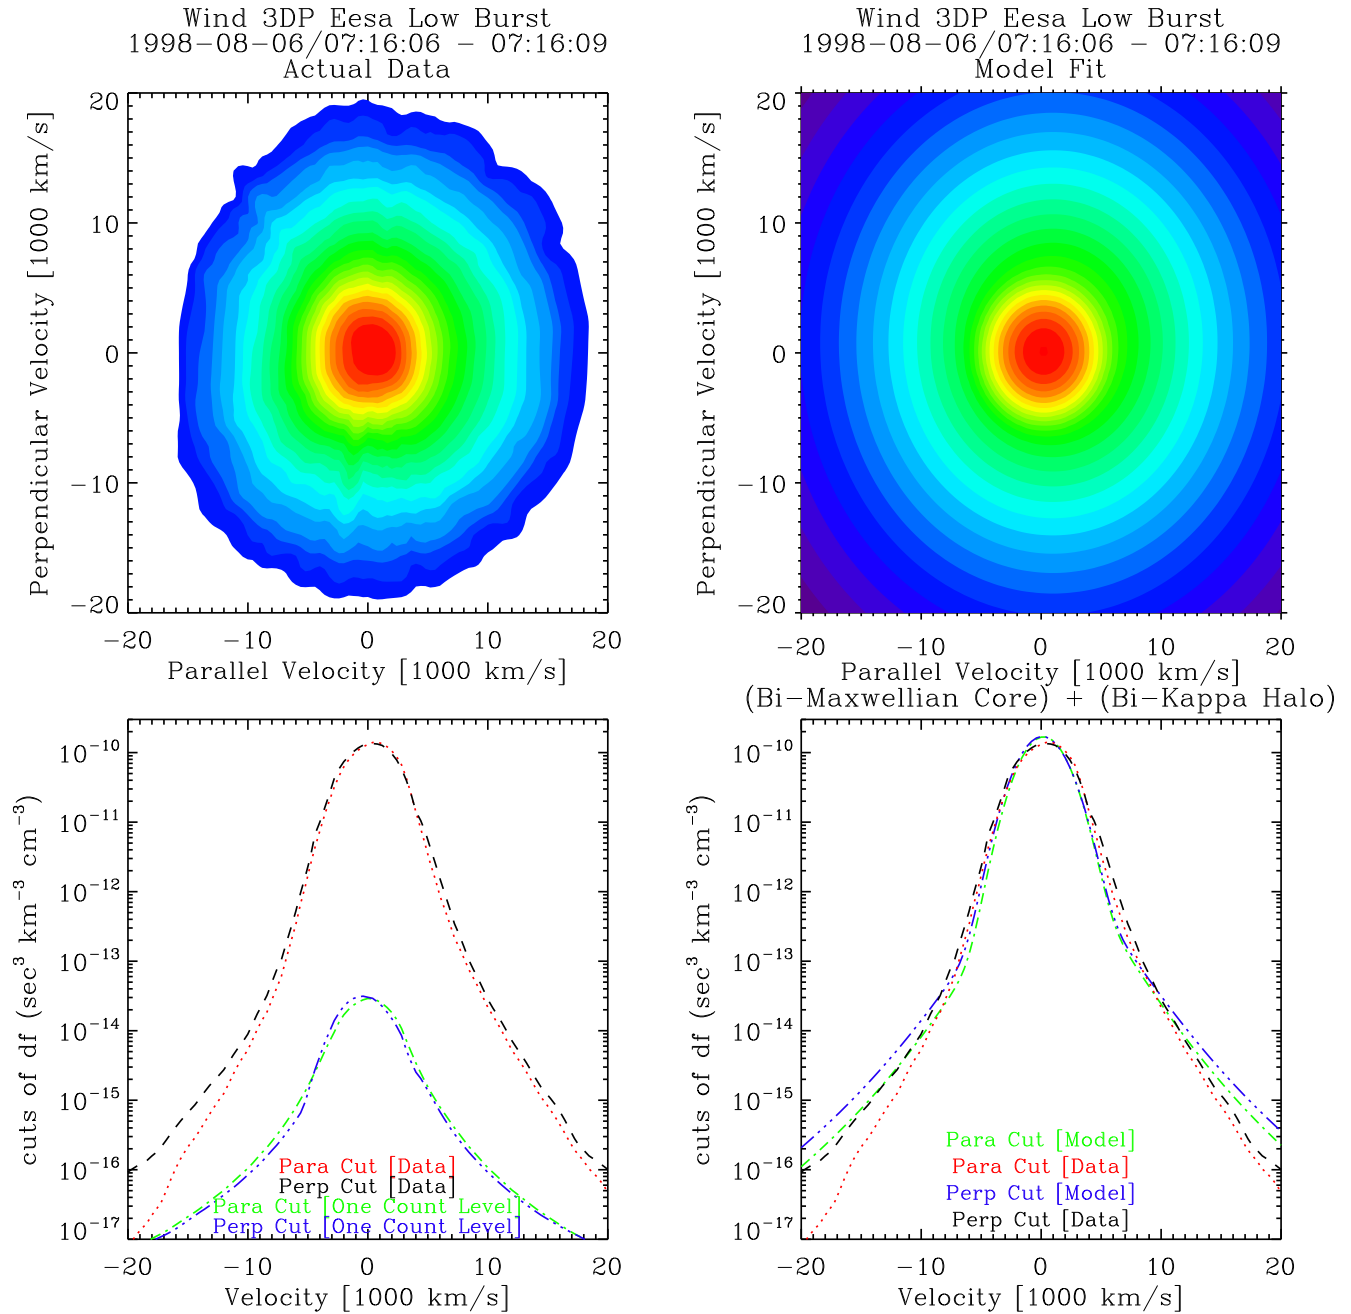 Wind 3DP Eesa Low Burst
1998-08-06/07:16:06 - 07:16:09
Actual Data
20
10
0
-10
-20
Perpendicular Velocity [1000 km/s]
-20 -10 0 10 20
Parallel Velocity [1000 km/s]
Wind 3DP Eesa Low Burst
1998-08-06/07:16:06 - 07:16:09
Model Fit
20
10
0
-10
-20
Perpendicular Velocity [1000 km/s]
-20 -10 0 10 20
Parallel Velocity [1000 km/s]
10⁻¹⁰
10⁻¹¹
10⁻¹²
10⁻¹³
10⁻¹⁴
10⁻¹⁵
10⁻¹⁶
10⁻¹⁷
cuts of df (sec³ km⁻³ cm⁻³)
Para Cut [Data]
Perp Cut [Data]
Para Cut [One Count Level]
Perp Cut [One Count Level]
-20 -10 0 10 20
Velocity [1000 km/s]
(Bi-Maxwellian Core) + (Bi-Kappa Halo)
10⁻¹⁰
10⁻¹¹
10⁻¹²
10⁻¹³
10⁻¹⁴
10⁻¹⁵
10⁻¹⁶
10⁻¹⁷
cuts of df (sec³ km⁻³ cm⁻³)
Para Cut [Model]
Para Cut [Data]
Perp Cut [Model]
Perp Cut [Data]
-20 -10 0 10 20
Velocity [1000 km/s]